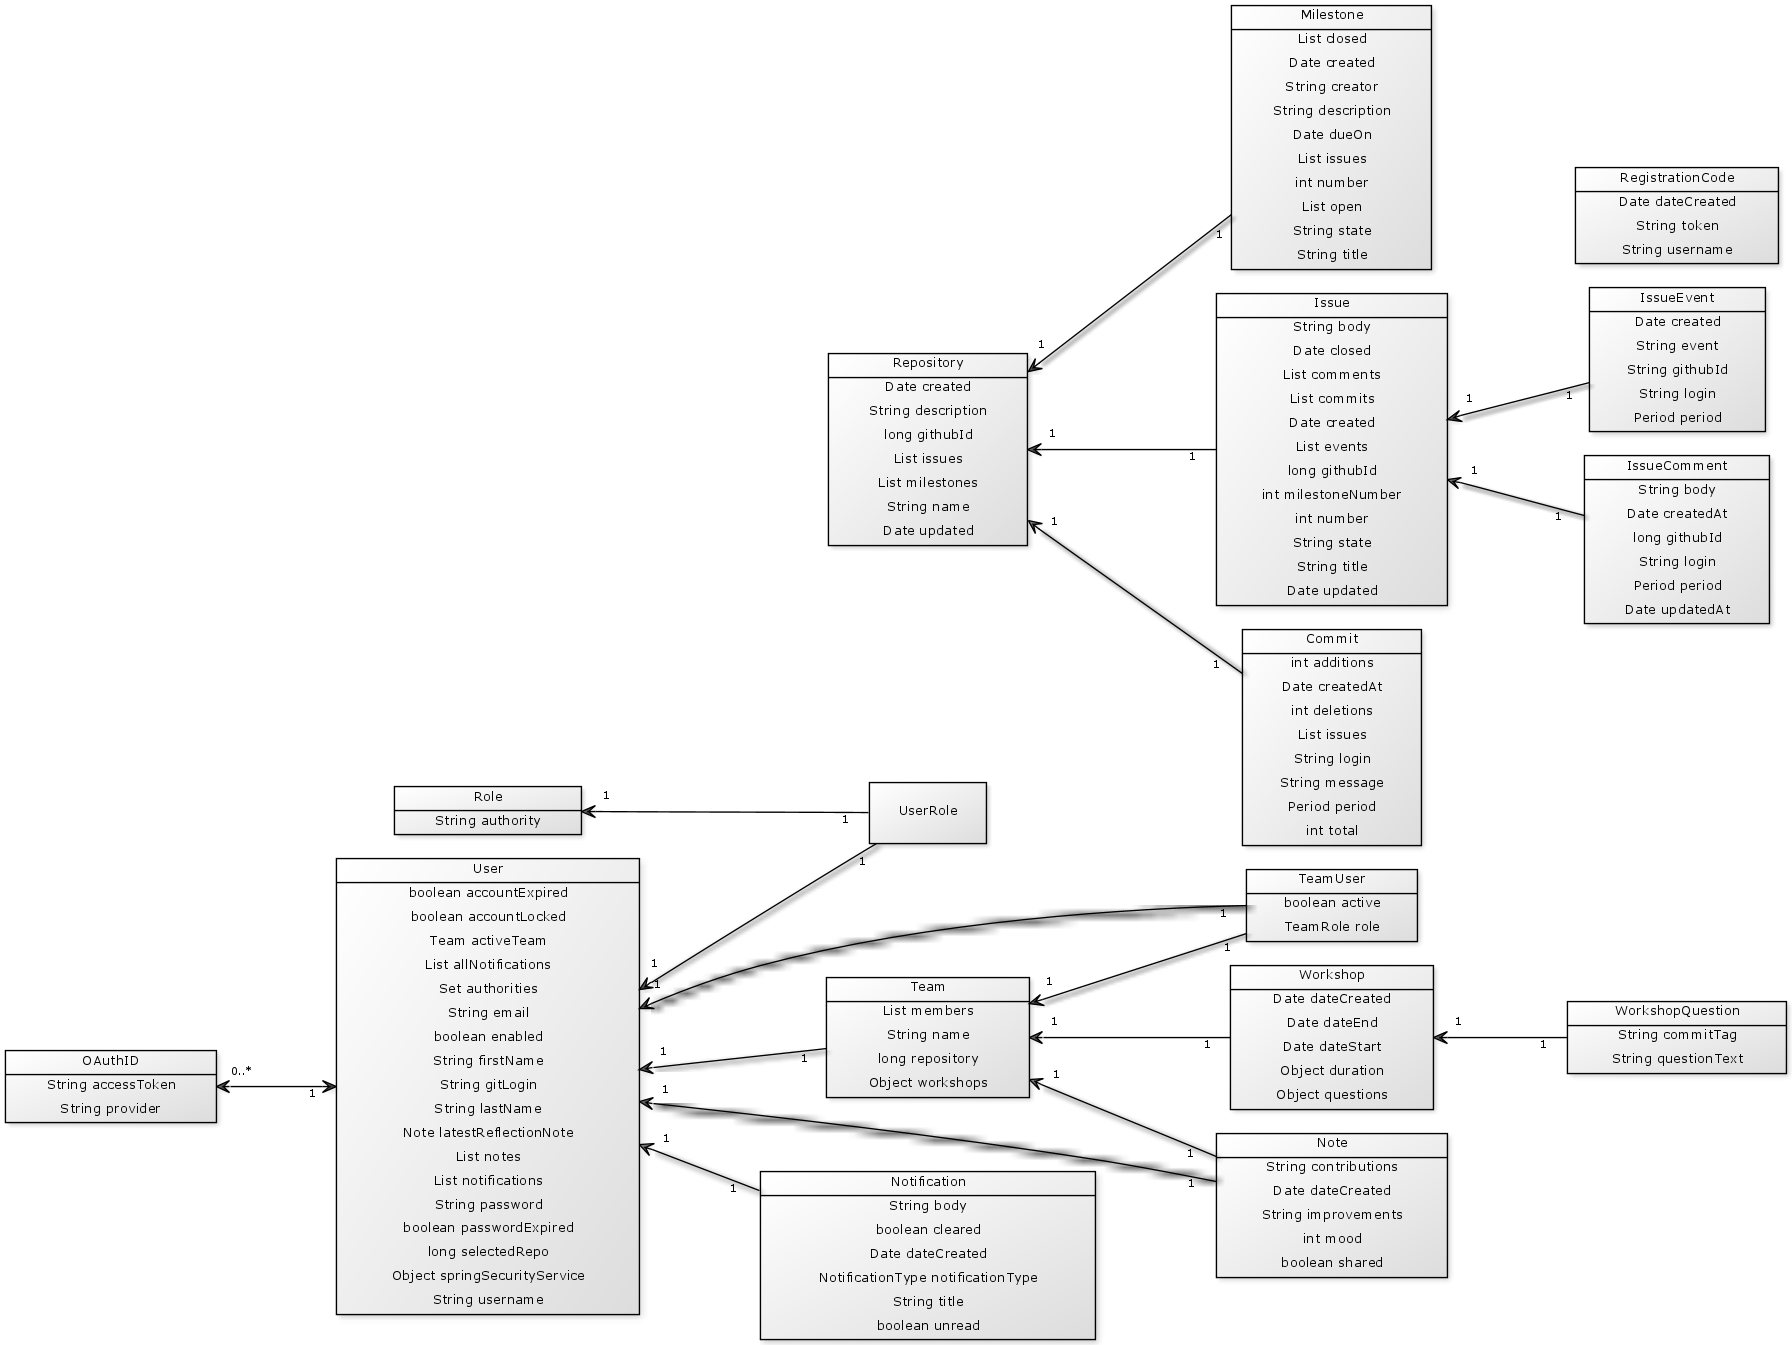 Milestone
List closed
Date created
String creator
String description
Date dueOn
List issues
int number
List open
String state
String title
1
1
RegistrationCode
Date dateCreated
String token
String username
Repository
Date created
String description
long githubId
List issues
List milestones
String name
Date updated
1
1
1
1
Issue
String body
Date closed
List comments
List commits
Date created
List events
long githubId
int milestoneNumber
int number
String state
String title
Date updated
1
1
1
1
IssueEvent
Date created
String event
String githubId
String login
Period period
IssueComment
String body
Date createdAt
long githubId
String login
Period period
Date updatedAt
Commit
int additions
Date createdAt
int deletions
List issues
String login
String message
Period period
int total
Role
String authority
1
1
UserRole
1
1
User
boolean accountExpired
boolean accountLocked
Team activeTeam
List allNotifications
Set authorities
String email
boolean enabled
String firstName
String gitLogin
String lastName
Note latestReflectionNote
List notes
List notifications
String password
boolean passwordExpired
long selectedRepo
Object springSecurityService
String username
OAuthID
String accessToken
String provider
0..*
1
1
1
TeamUser
boolean active
TeamRole role
1
1
Team
List members
String name
long repository
Object workshops
1
1
1
1
Workshop
Date dateCreated
Date dateEnd
Date dateStart
Object duration
Object questions
1
1
WorkshopQuestion
String commitTag
String questionText
1
1
1
1
Note
String contributions
Date dateCreated
String improvements
int mood
boolean shared
1
1
Notification
String body
boolean cleared
Date dateCreated
NotificationType notificationType
String title
boolean unread